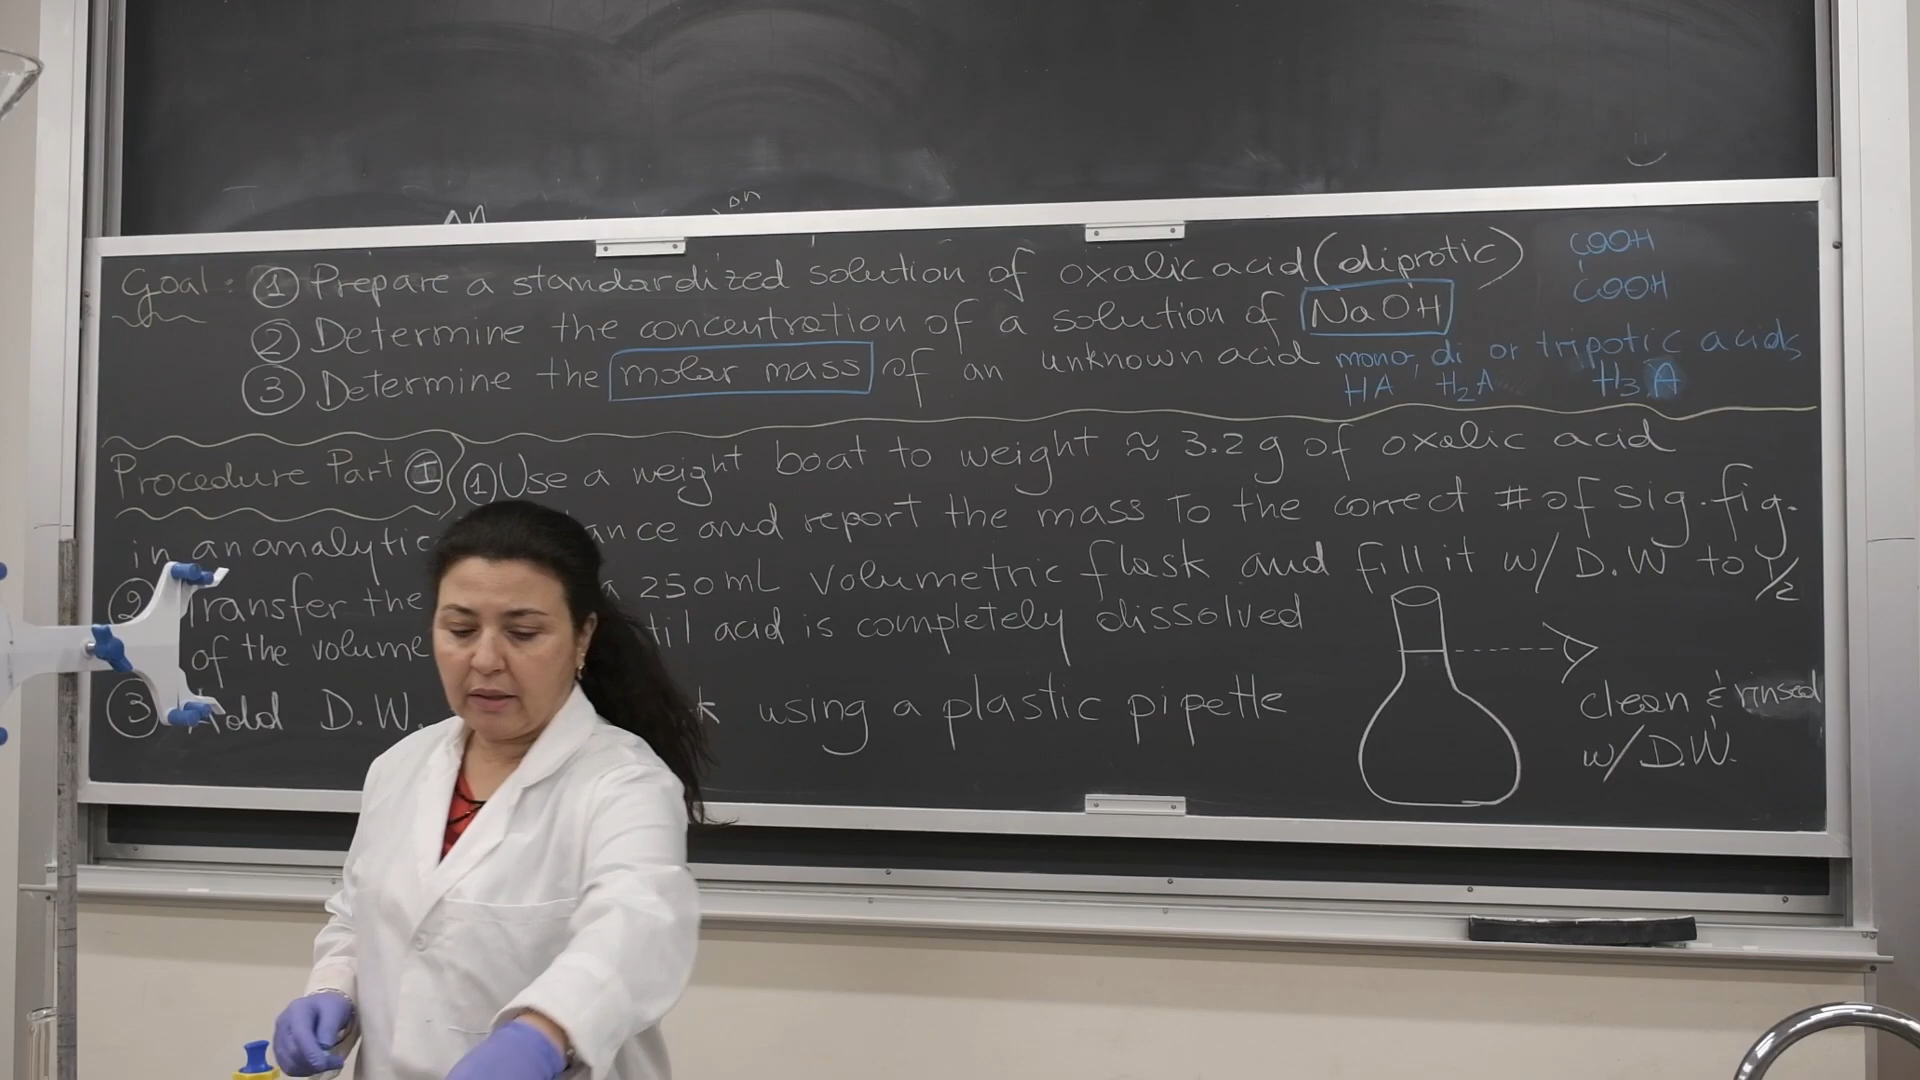 Goal: ① Prepare a standardized solution of oxalic acid (diprotic)
COOH
COOH
② Determine the concentration of a solution of NaOH
③ Determine the molar mass of an unknown acid mono, di or tripotic acids
HA H₂A H₃A
Procedure Part Ⅰ ① Use a weight boat to weight ≈ 3.2 g of oxalic acid
in an analytic ance and report the mass to the correct # of sig. fig.
② Transfer the a 250 mL volumetric flask and fill it w/ D.W to 1/2
of the volume til acid is completely dissolved
③ Add D.W. k using a plastic pipette
clean & rinsed
w/ D.W.